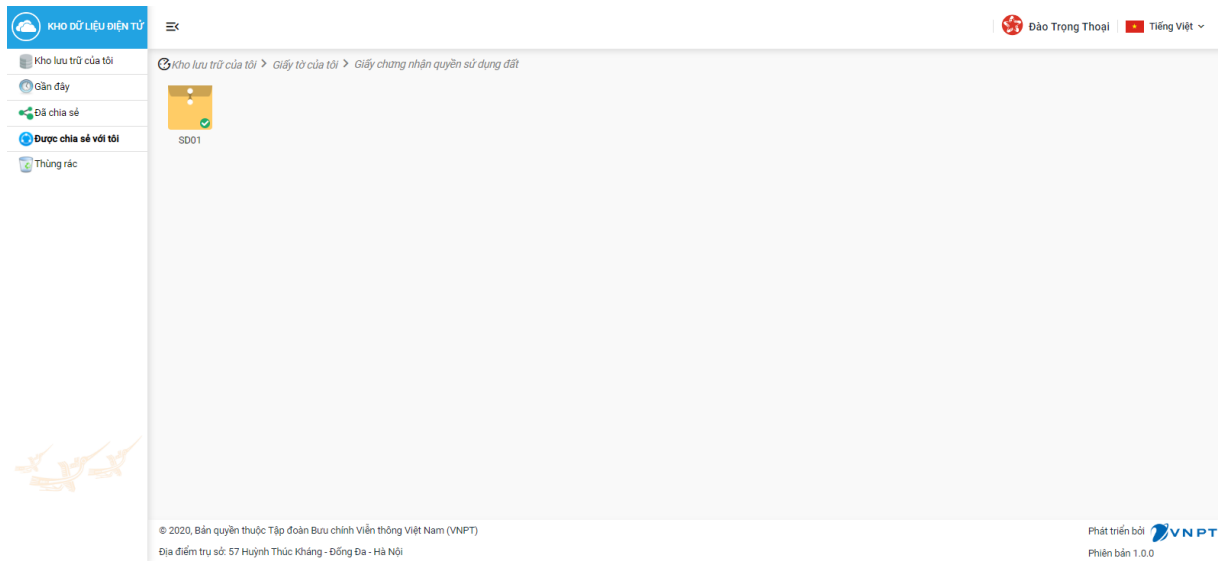 KHO DỮ LIỆU ĐIỆN TỬ
Đào Trọng Thoại
Tiếng Việt
Kho lưu trữ của tôi
Gần đây
Đã chia sẻ
Được chia sẻ với tôi
Thùng rác
Kho lưu trữ của tôi > Giấy tờ của tôi > Giấy chưng nhận quyền sử dụng đất
SD01
© 2020, Bản quyền thuộc Tập đoàn Bưu chính Viễn thông Việt Nam (VNPT)
Phát triển bởi VNPT
Địa điểm trụ sở: 57 Huỳnh Thúc Kháng - Đống Đa - Hà Nội
Phiên bản 1.0.0